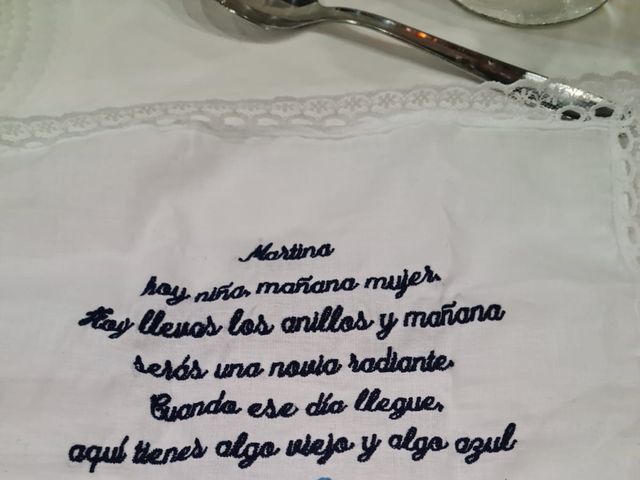 Martina
hoy niña, mañana mujer.
Hoy llevas los anillos y mañana
serás una novia radiante.
Cuando ese día llegue,
aquí tienes algo viejo y algo azul